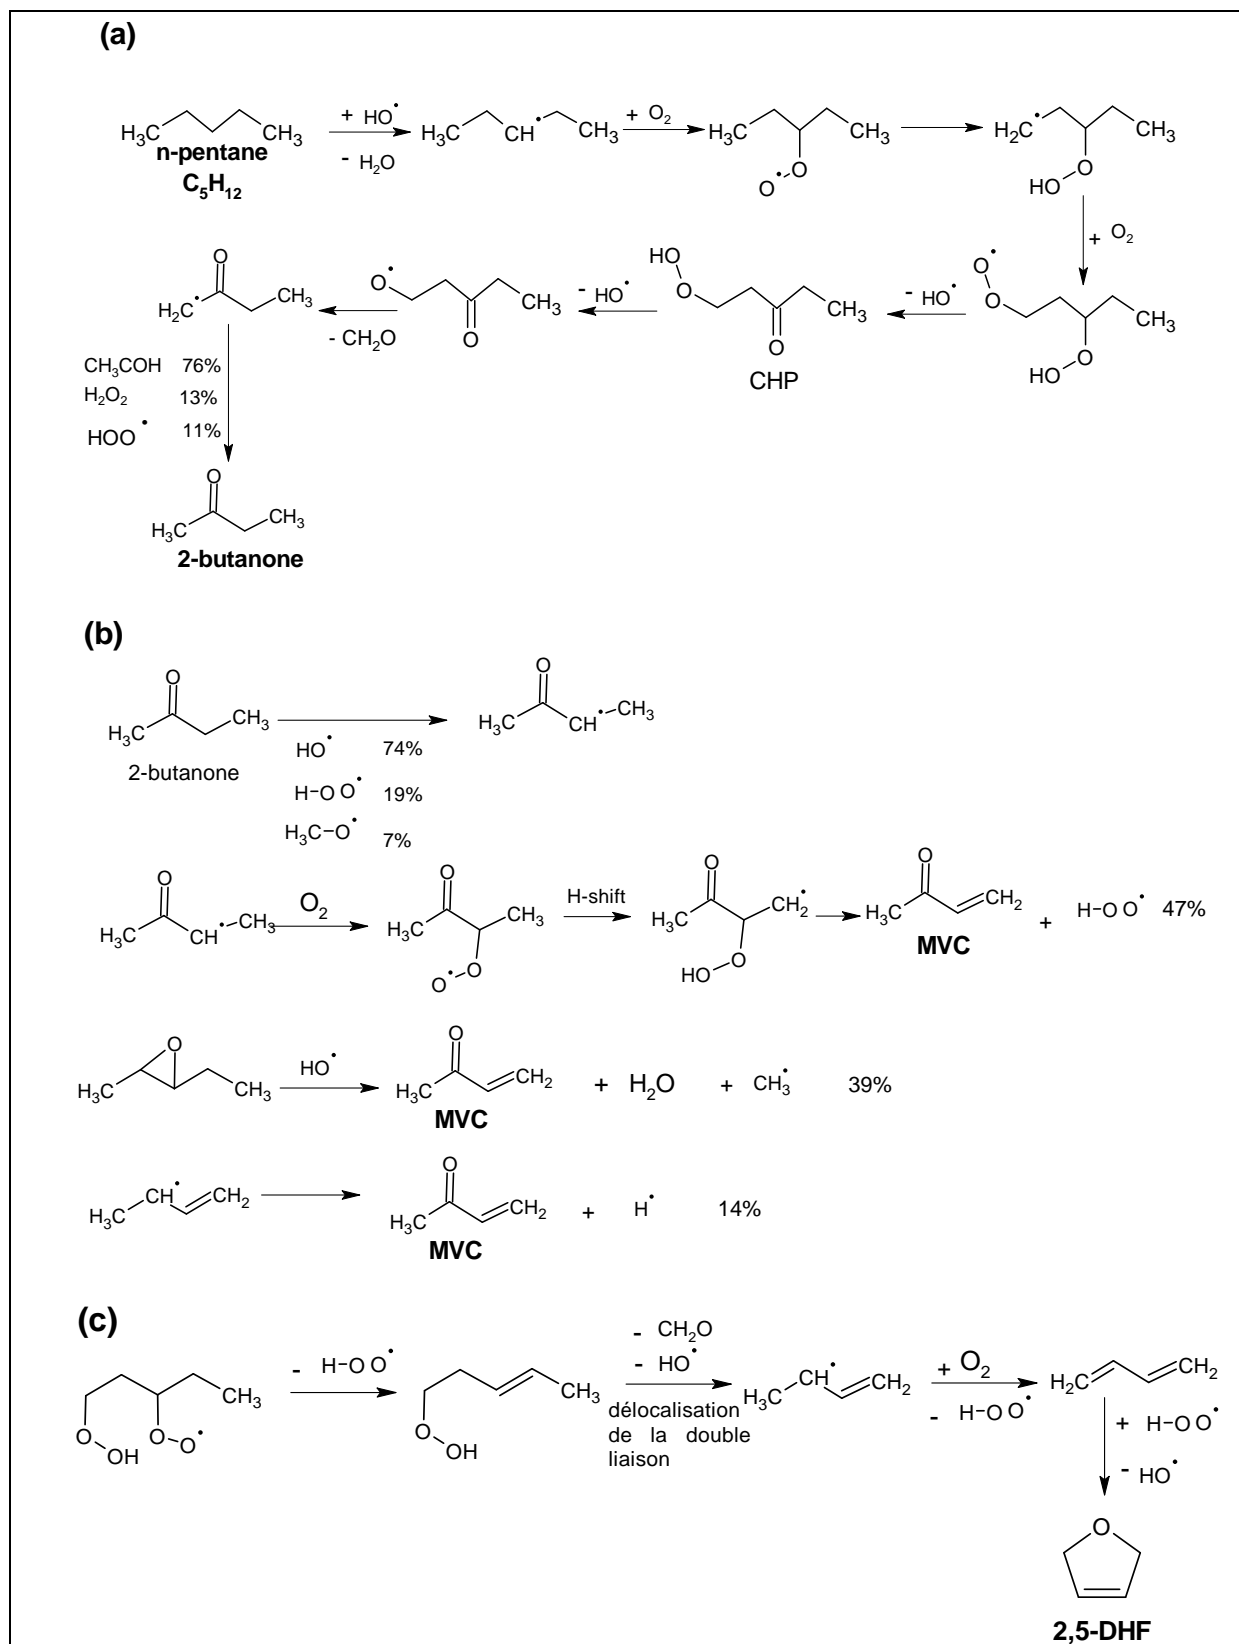 (a)
H₃C CH₃ + HO• H₃C CH• CH₃ + O₂ H₃C CH₃ O• O H₂C• CH₃ HO O
n-pentane - H₂O
C₅H₁₂
+ O₂
H₂C• O CH₃ - CH₂O O• O CH₃ - HO• HO O O CH₃ - HO• O• O CH₃ HO O
CHP
CH₃COH 76%
H₂O₂ 13%
HOO• 11%
O H₃C CH₃
2-butanone
(b)
O H₃C CH₃ O H₃C CH• CH₃
2-butanone
HO• 74%
H-O O• 19%
H₃C-O• 7%
O H₃C CH• CH₃ O₂ O H₃C CH₃ O• O H-shift O H₃C CH₂• HO O O H₃C CH₂ + H-O O• 47%
MVC
O H₃C CH₃ HO• O H₃C CH₂ + H₂O + CH₃• 39%
MVC
H₃C CH• CH₂ O H₃C CH₂ + H• 14%
MVC
(c)
O OH O O• CH₃ - H-O O• O OH CH₃ - CH₂O H₃C CH• CH₂ + O₂ H₂C CH₂
- HO• - H-O O•
délocalisation
de la double
liaison
+ H-O O•
- HO•
O
2,5-DHF